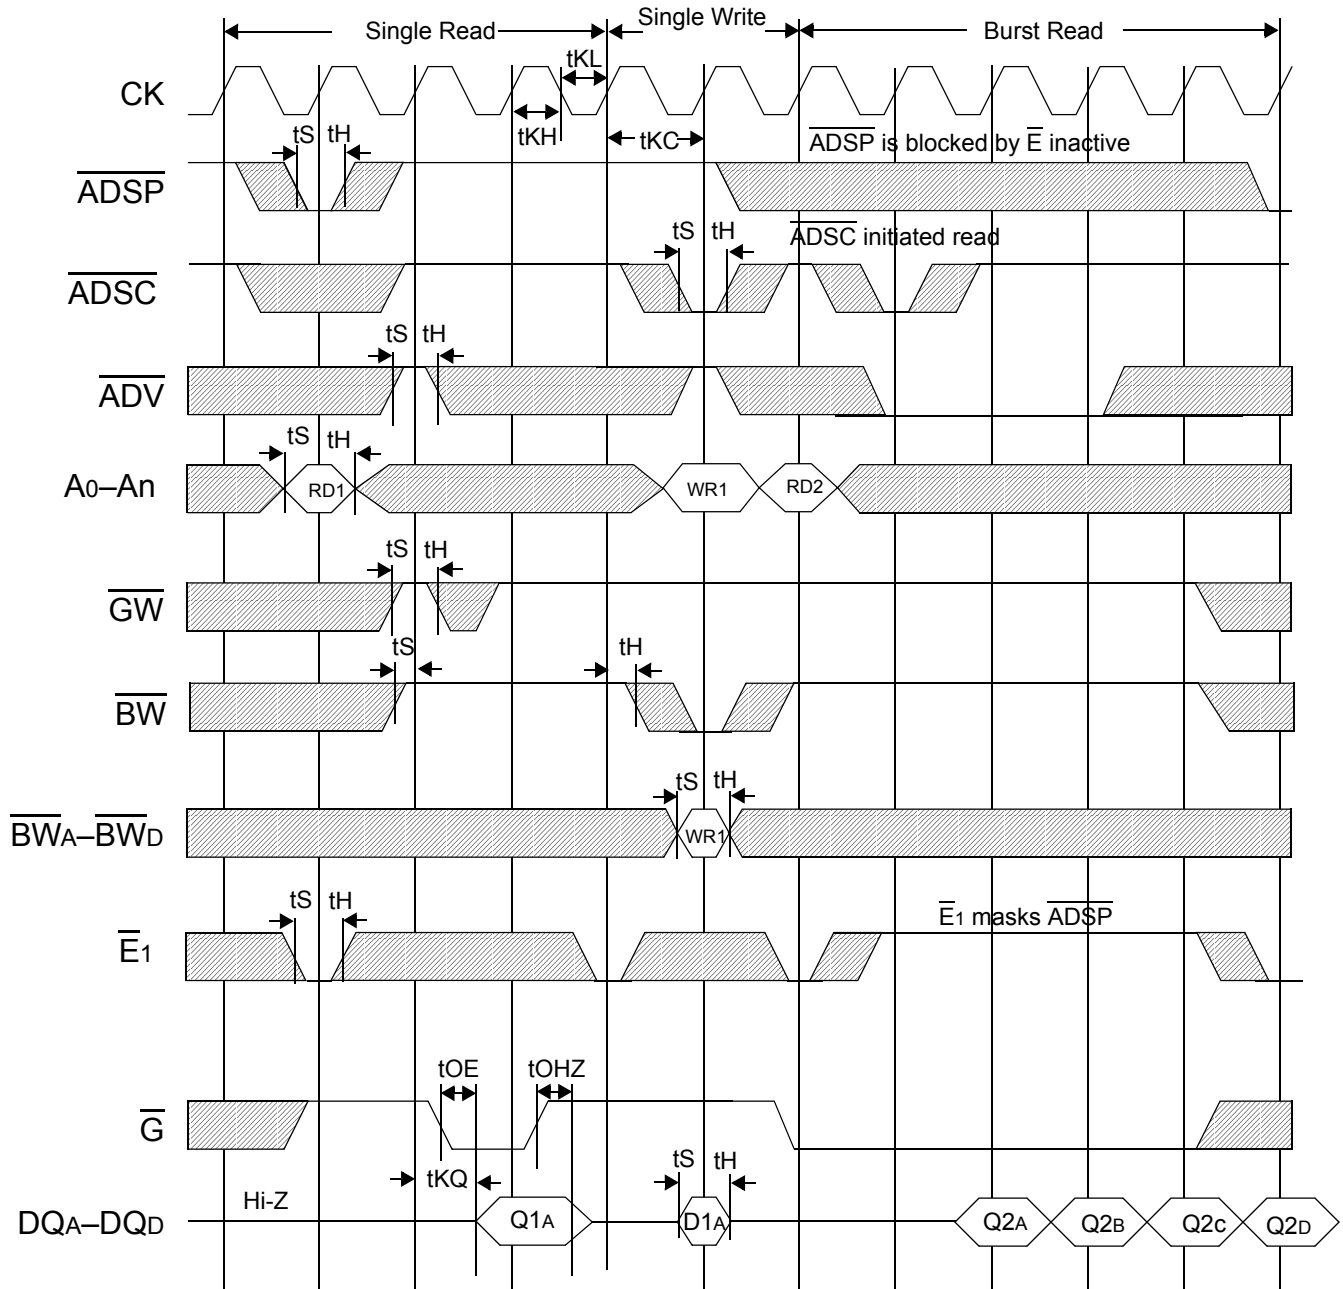 Single Read
Single Write
Burst Read
CK
tKL
tKH
tKC
tS
tH
ADSP is blocked by E inactive
ADSP
tS
tH
ADSC initiated read
ADSC
tS
tH
ADV
tS
tH
A0–An
RD1
WR1
RD2
tS
tH
GW
tS
tH
BW
tS
tH
BWA–BWD
WR1
tS
tH
E1 masks ADSP
E1
tOE
tOHZ
G
tKQ
tS
tH
Hi-Z
DQA–DQD
Q1A
D1A
Q2A
Q2B
Q2c
Q2D